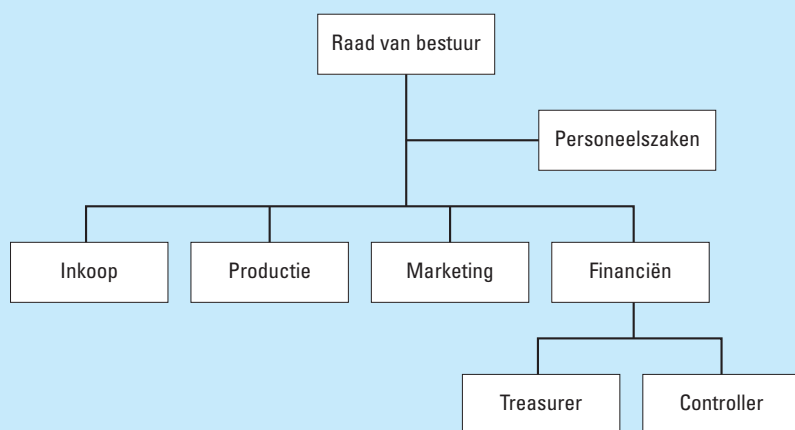 Raad van bestuur
Personeelszaken
Inkoop
Productie
Marketing
Financiën
Treasurer
Controller